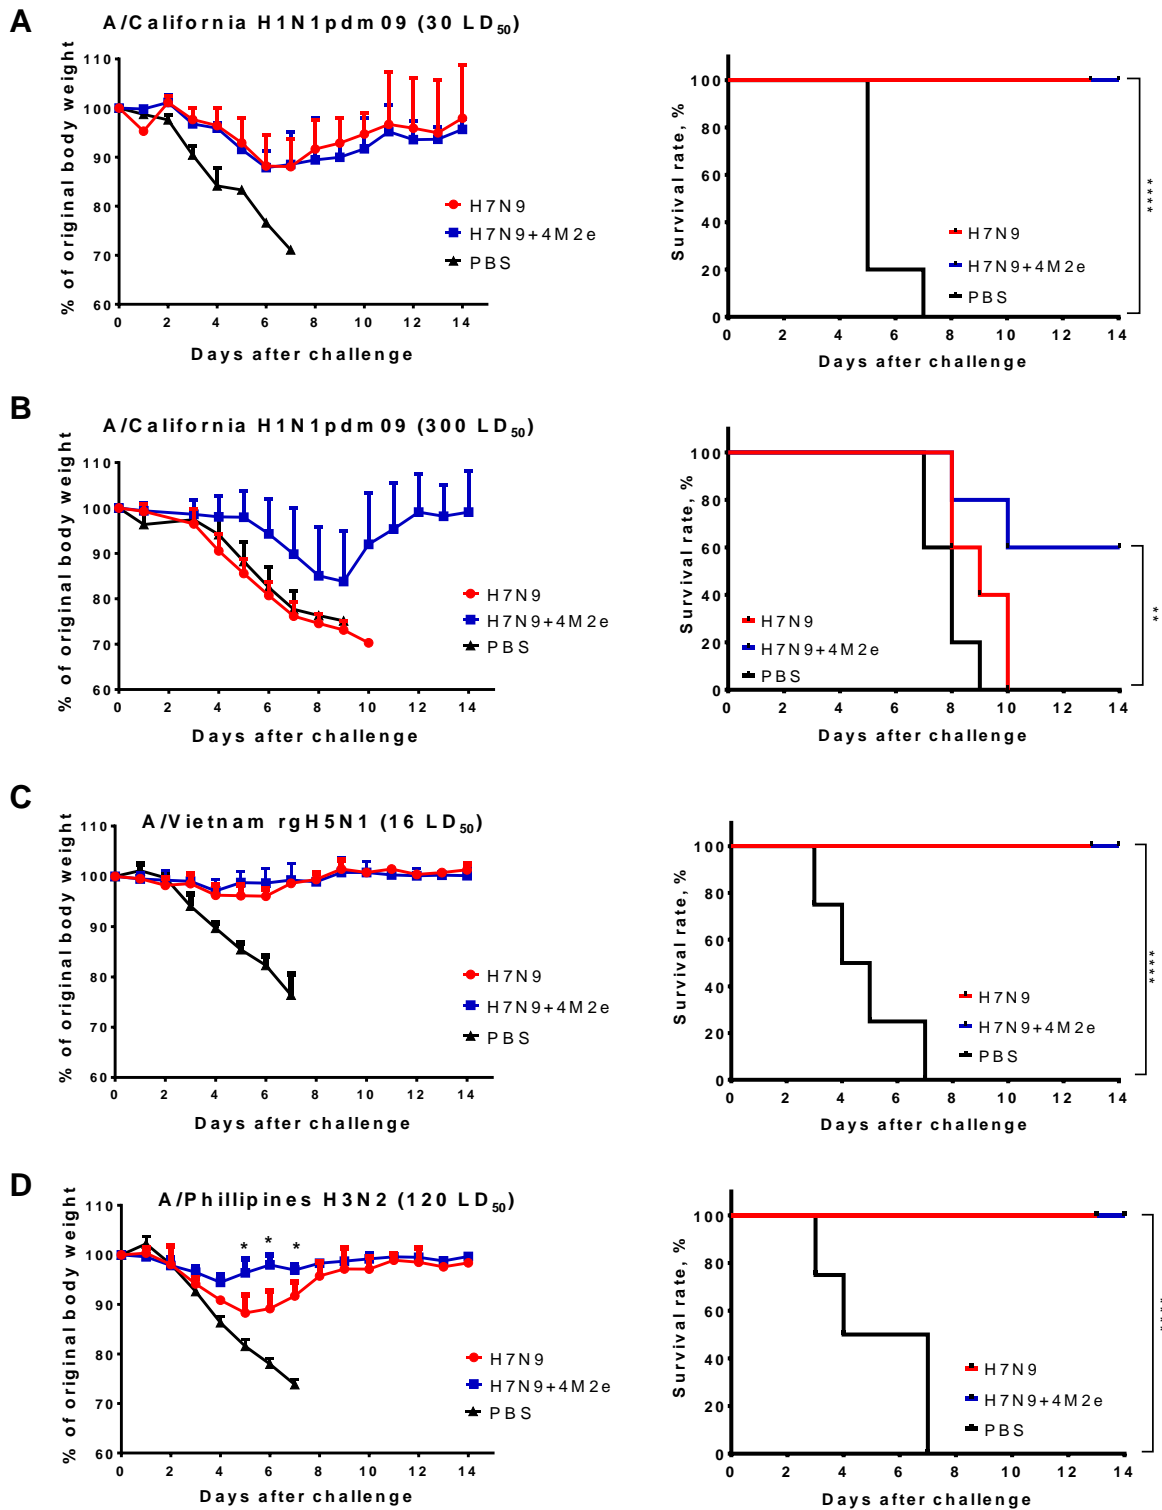 A
A/California H1N1pdm09 (30 LD50)
% of original body weight
110
100
90
80
70
60
0 2 4 6 8 10 12 14
Days after challenge
H7N9
H7N9+4M2e
PBS
Survival rate, %
100
80
60
40
20
0
0 2 4 6 8 10 12 14
Days after challenge
H7N9
H7N9+4M2e
PBS
****
B
A/California H1N1pdm09 (300 LD50)
% of original body weight
110
100
90
80
70
60
0 2 4 6 8 10 12 14
Days after challenge
H7N9
H7N9+4M2e
PBS
Survival rate, %
100
80
60
40
20
0
0 2 4 6 8 10 12 14
Days after challenge
H7N9
H7N9+4M2e
PBS
**
C
A/Vietnam rgH5N1 (16 LD50)
% of original body weight
110
100
90
80
70
60
0 2 4 6 8 10 12 14
Days after challenge
H7N9
H7N9+4M2e
PBS
Survival rate, %
100
80
60
40
20
0
0 2 4 6 8 10 12 14
Days after challenge
H7N9
H7N9+4M2e
PBS
****
D
A/Phillipines H3N2 (120 LD50)
% of original body weight
110
100
90
80
70
60
0 2 4 6 8 10 12 14
Days after challenge
* * *
H7N9
H7N9+4M2e
PBS
Survival rate, %
100
80
60
40
20
0
0 2 4 6 8 10 12 14
Days after challenge
H7N9
H7N9+4M2e
PBS
****